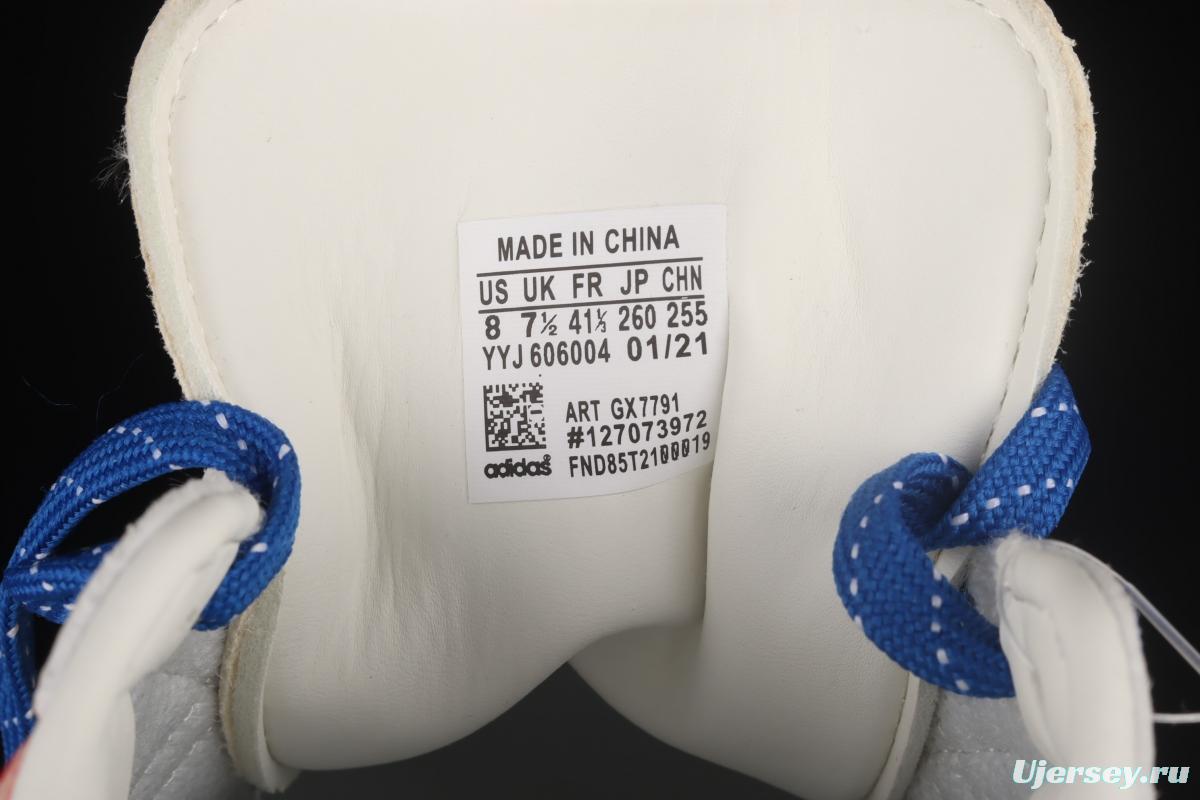 MADE IN CHINA
US UK FR JP CHN
8 7½ 41⅓ 260 255
YYJ 606004 01/21
ART GX7791
#127073972
adidas FND85T2100019
Ujersey.ru